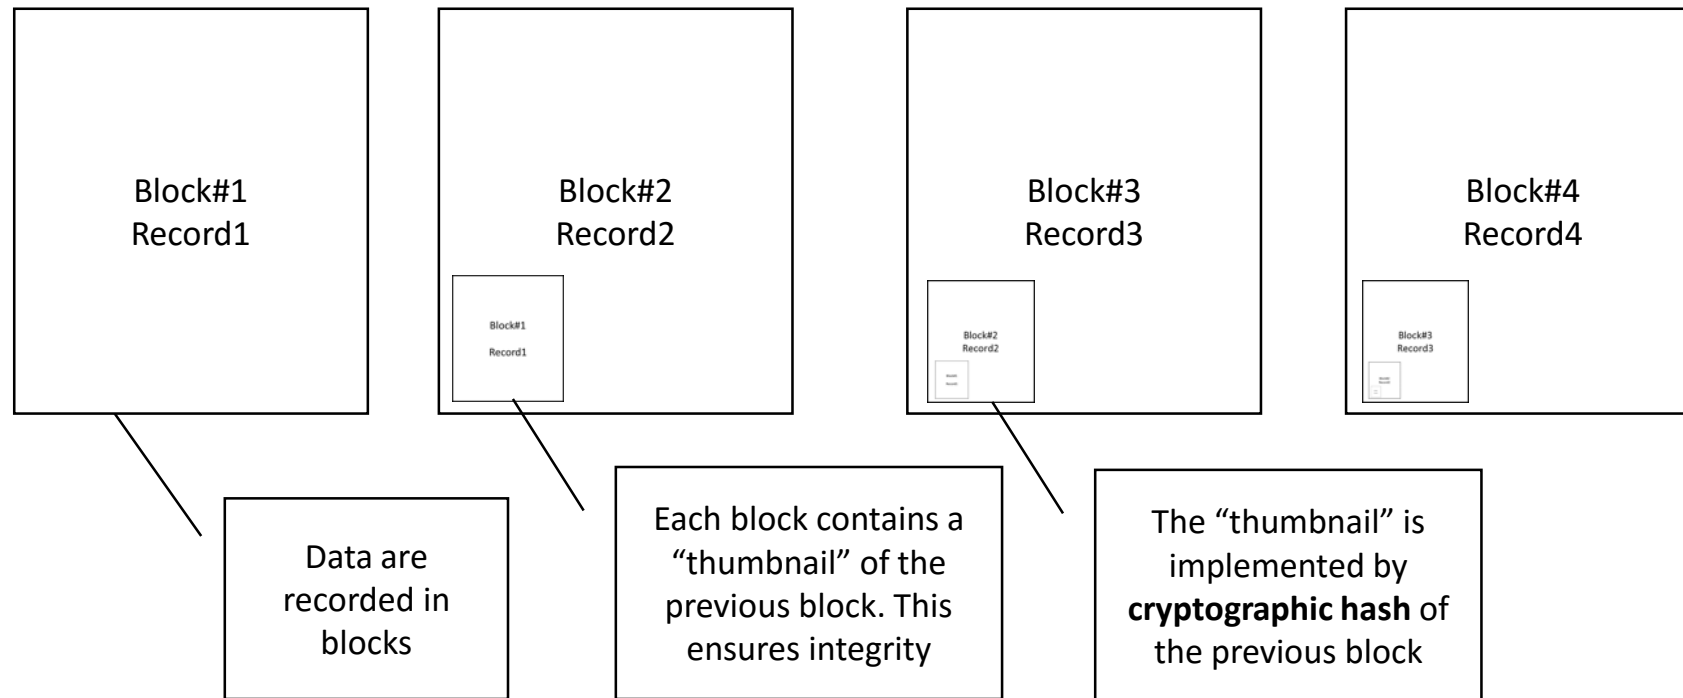 Block#1
Record1
Block#2
Record2
Block#1
Record1
Block#3
Record3
Block#2
Record2
Block#4
Record4
Block#3
Record3
Data are
recorded in
blocks
Each block contains a
“thumbnail” of the
previous block. This
ensures integrity
The “thumbnail” is
implemented by
cryptographic hash of
the previous block